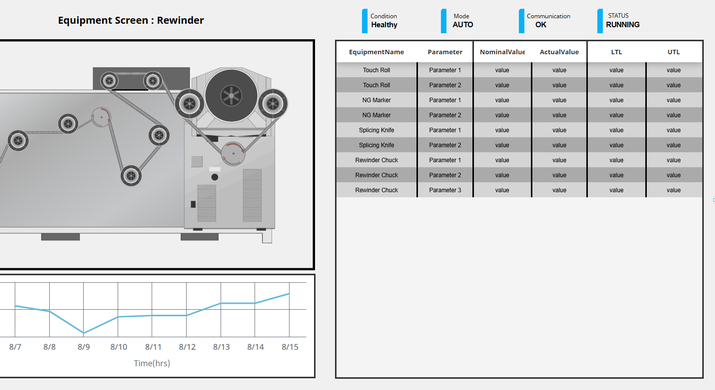 Equipment Screen : Rewinder
Condition
Healthy
Mode
AUTO
Communication
OK
STATUS
RUNNING
EquipmentName Parameter NominalValue ActualValue LTL UTL
Touch Roll Parameter 1 value value value value
Touch Roll Parameter 2 value value value value
NG Marker Parameter 1 value value value value
NG Marker Parameter 2 value value value value
Splicing Knife Parameter 1 value value value value
Splicing Knife Parameter 2 value value value value
Rewinder Chuck Parameter 1 value value value value
Rewinder Chuck Parameter 2 value value value value
Rewinder Chuck Parameter 3 value value value value
8/7 8/8 8/9 8/10 8/11 8/12 8/13 8/14 8/15
Time(hrs)